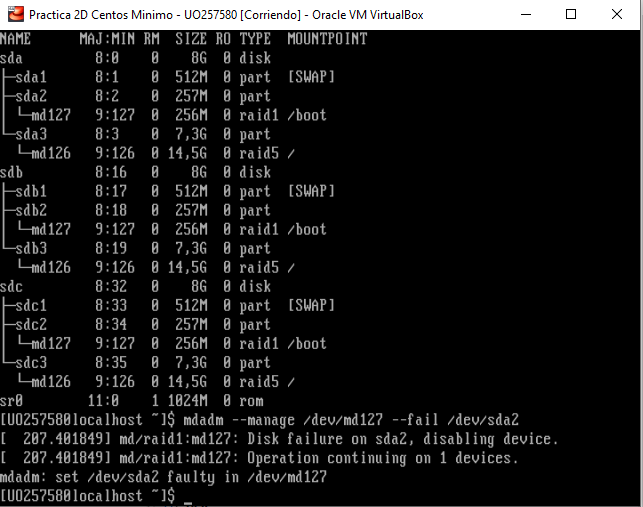 Practica 2D Centos Minimo - UO257580 [Corriendo] - Oracle VM VirtualBox
NAME MAJ:MIN RM SIZE RO TYPE MOUNTPOINT
sda 8:0 0 8G 0 disk
├─sda1 8:1 0 512M 0 part [SWAP]
├─sda2 8:2 0 257M 0 part
│ └─md127 9:127 0 256M 0 raid1 /boot
└─sda3 8:3 0 7,3G 0 part
  └─md126 9:126 0 14,5G 0 raid5 /
sdb 8:16 0 8G 0 disk
├─sdb1 8:17 0 512M 0 part [SWAP]
├─sdb2 8:18 0 257M 0 part
│ └─md127 9:127 0 256M 0 raid1 /boot
└─sdb3 8:19 0 7,3G 0 part
  └─md126 9:126 0 14,5G 0 raid5 /
sdc 8:32 0 8G 0 disk
├─sdc1 8:33 0 512M 0 part [SWAP]
├─sdc2 8:34 0 257M 0 part
│ └─md127 9:127 0 256M 0 raid1 /boot
└─sdc3 8:35 0 7,3G 0 part
  └─md126 9:126 0 14,5G 0 raid5 /
sr0 11:0 1 1024M 0 rom
[UO257580localhost ~]$ mdadm --manage /dev/md127 --fail /dev/sda2
[ 207.401849] md/raid1:md127: Disk failure on sda2, disabling device.
[ 207.401849] md/raid1:md127: Operation continuing on 1 devices.
mdadm: set /dev/sda2 faulty in /dev/md127
[UO257580localhost ~]$ _